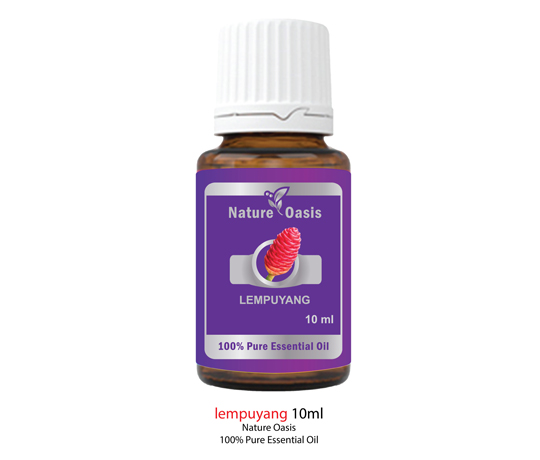 Nature Oasis
LEMPUYANG
10 ml
100% Pure Essential Oil
lempuyang 10ml
Nature Oasis
100% Pure Essential Oil